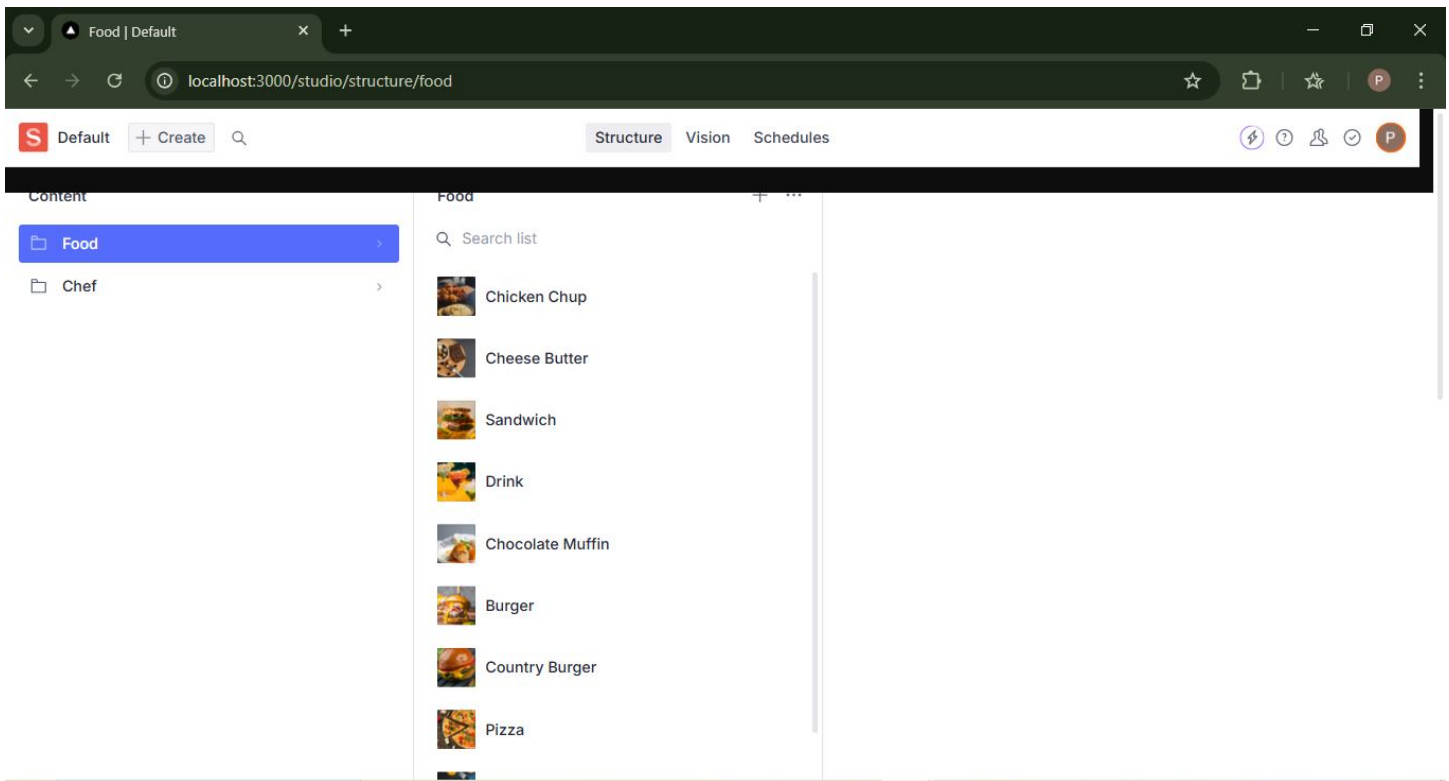 Food | Default
localhost:3000/studio/structure/food
P
S Default + Create Structure Vision Schedules P
Content
Food
Chef
Food
Search list
Chicken Chup
Cheese Butter
Sandwich
Drink
Chocolate Muffin
Burger
Country Burger
Pizza